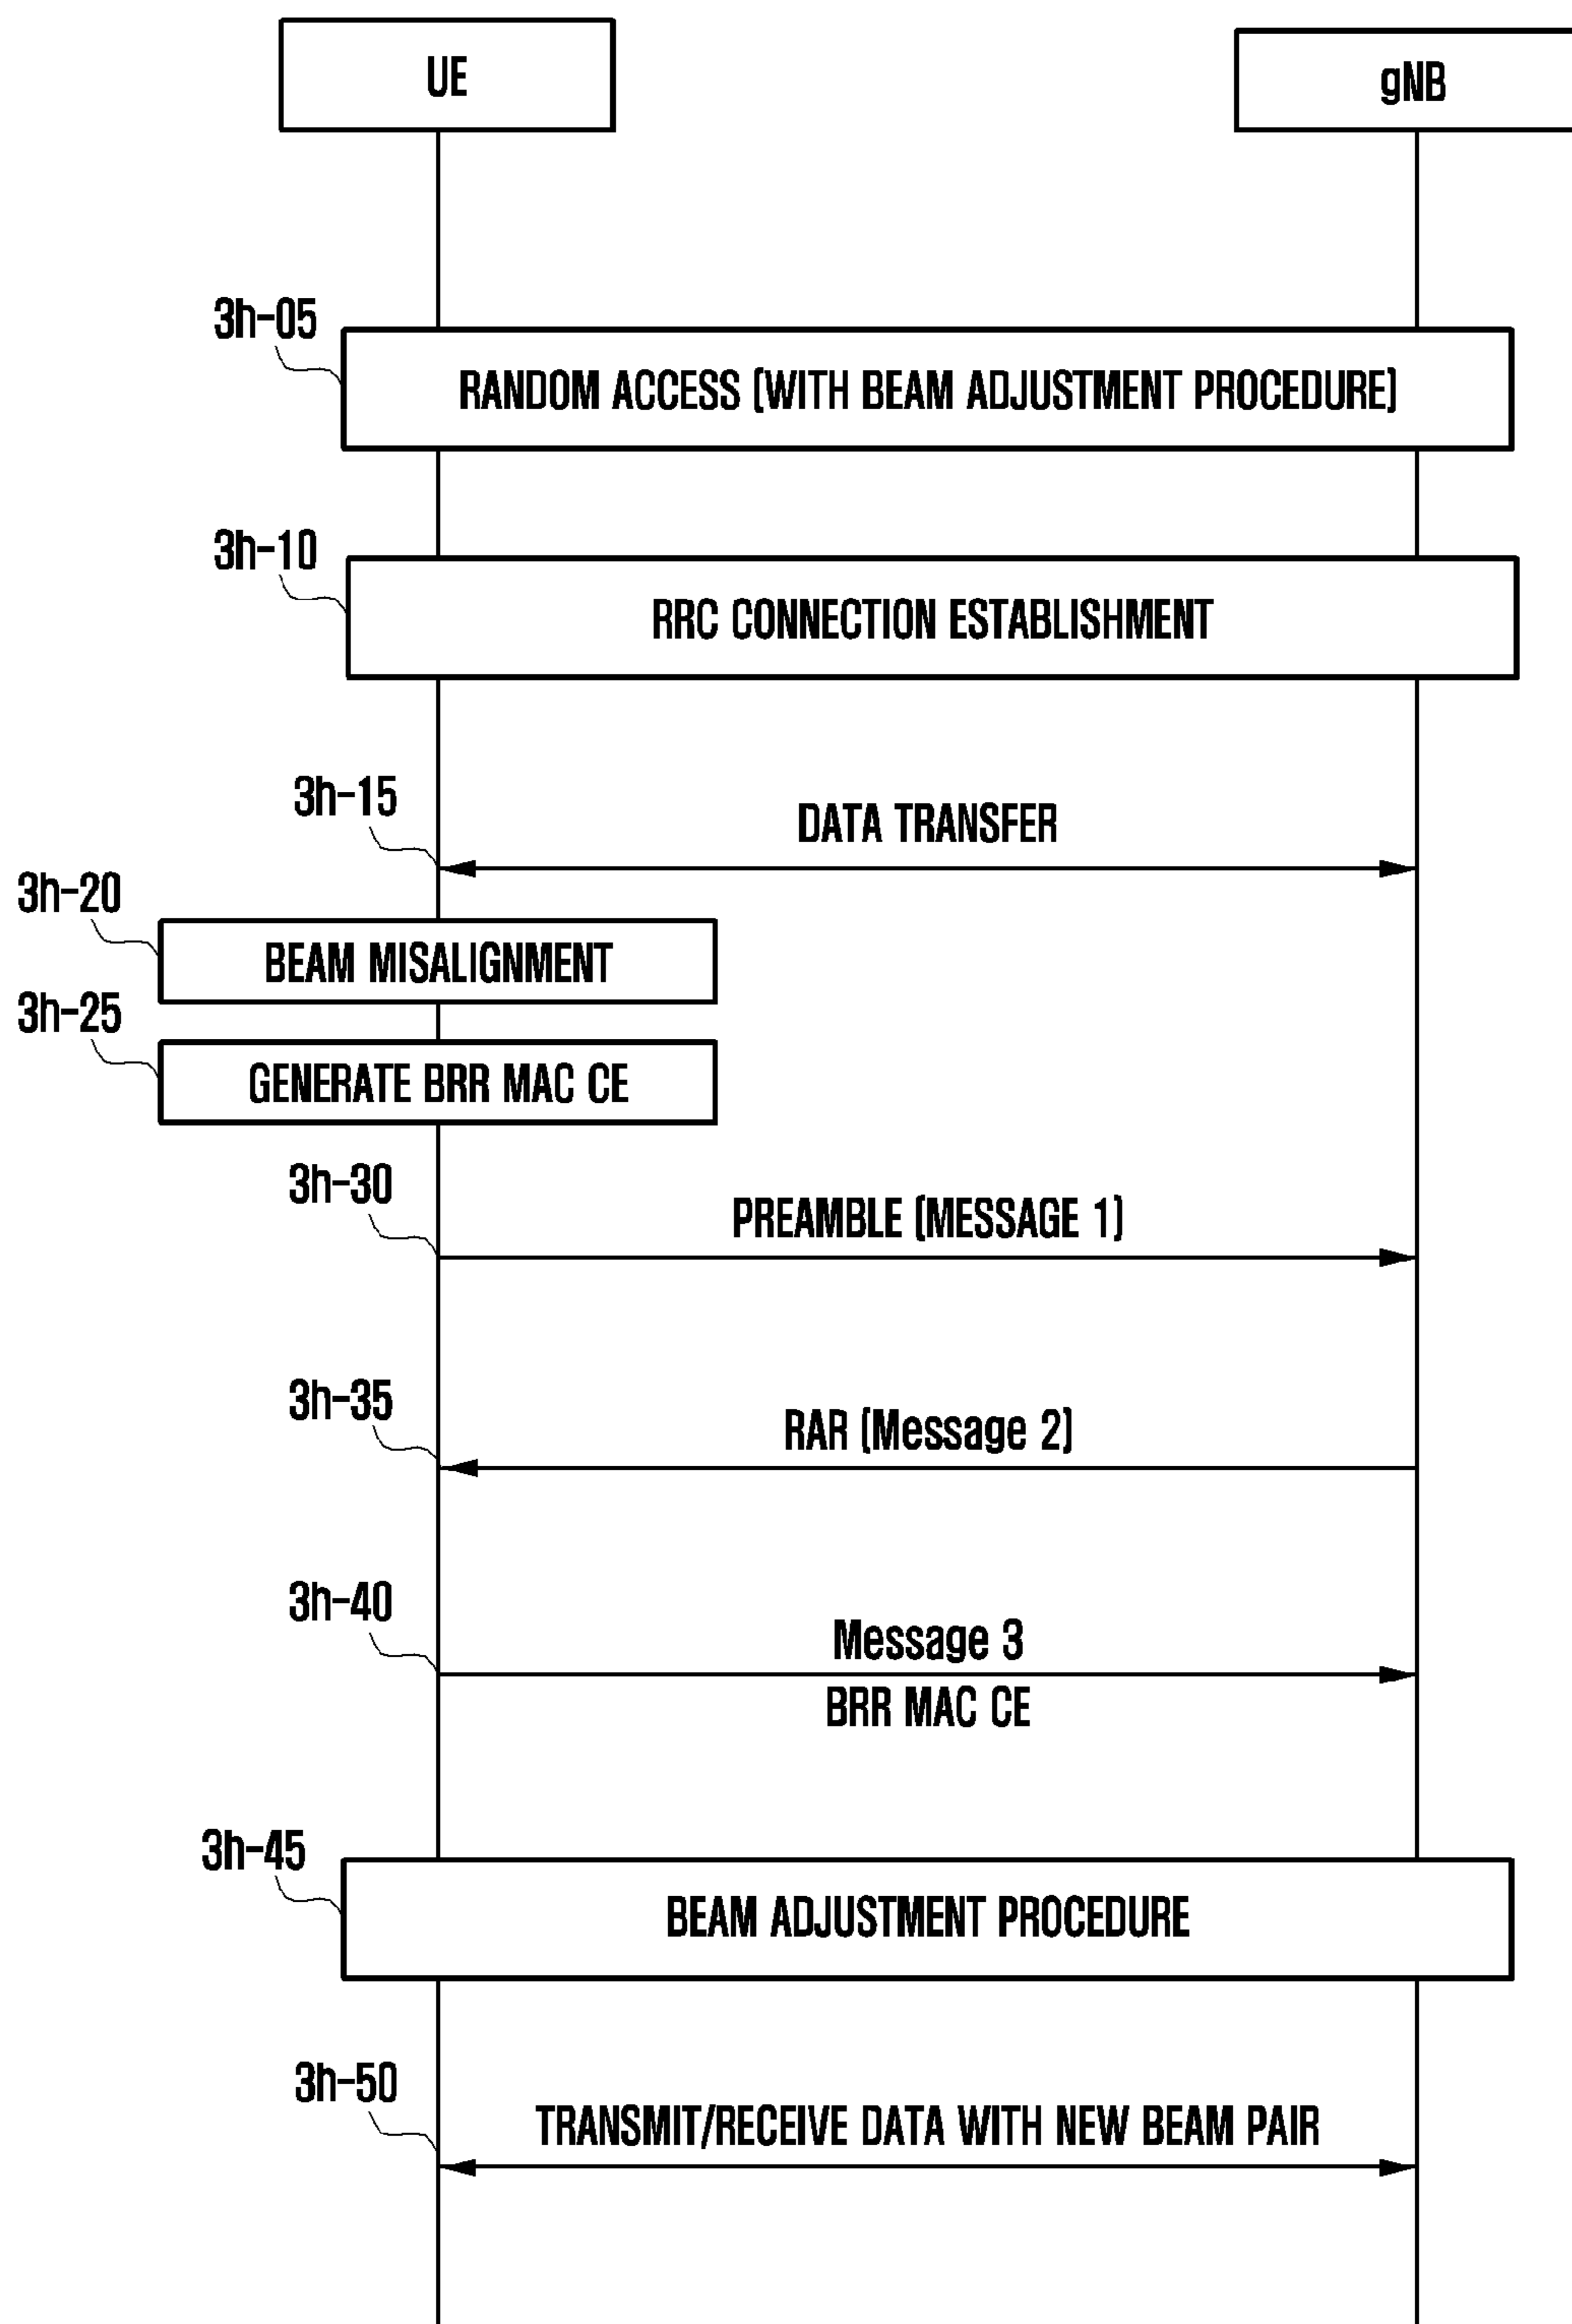 UE
gNB
3h-05
RANDOM ACCESS (WITH BEAM ADJUSTMENT PROCEDURE)
3h-10
RRC CONNECTION ESTABLISHMENT
3h-15
DATA TRANSFER
3h-20
BEAM MISALIGNMENT
3h-25
GENERATE BRR MAC CE
3h-30
PREAMBLE (MESSAGE 1)
3h-35
RAR (Message 2)
3h-40
Message 3
BRR MAC CE
3h-45
BEAM ADJUSTMENT PROCEDURE
3h-50
TRANSMIT/RECEIVE DATA WITH NEW BEAM PAIR